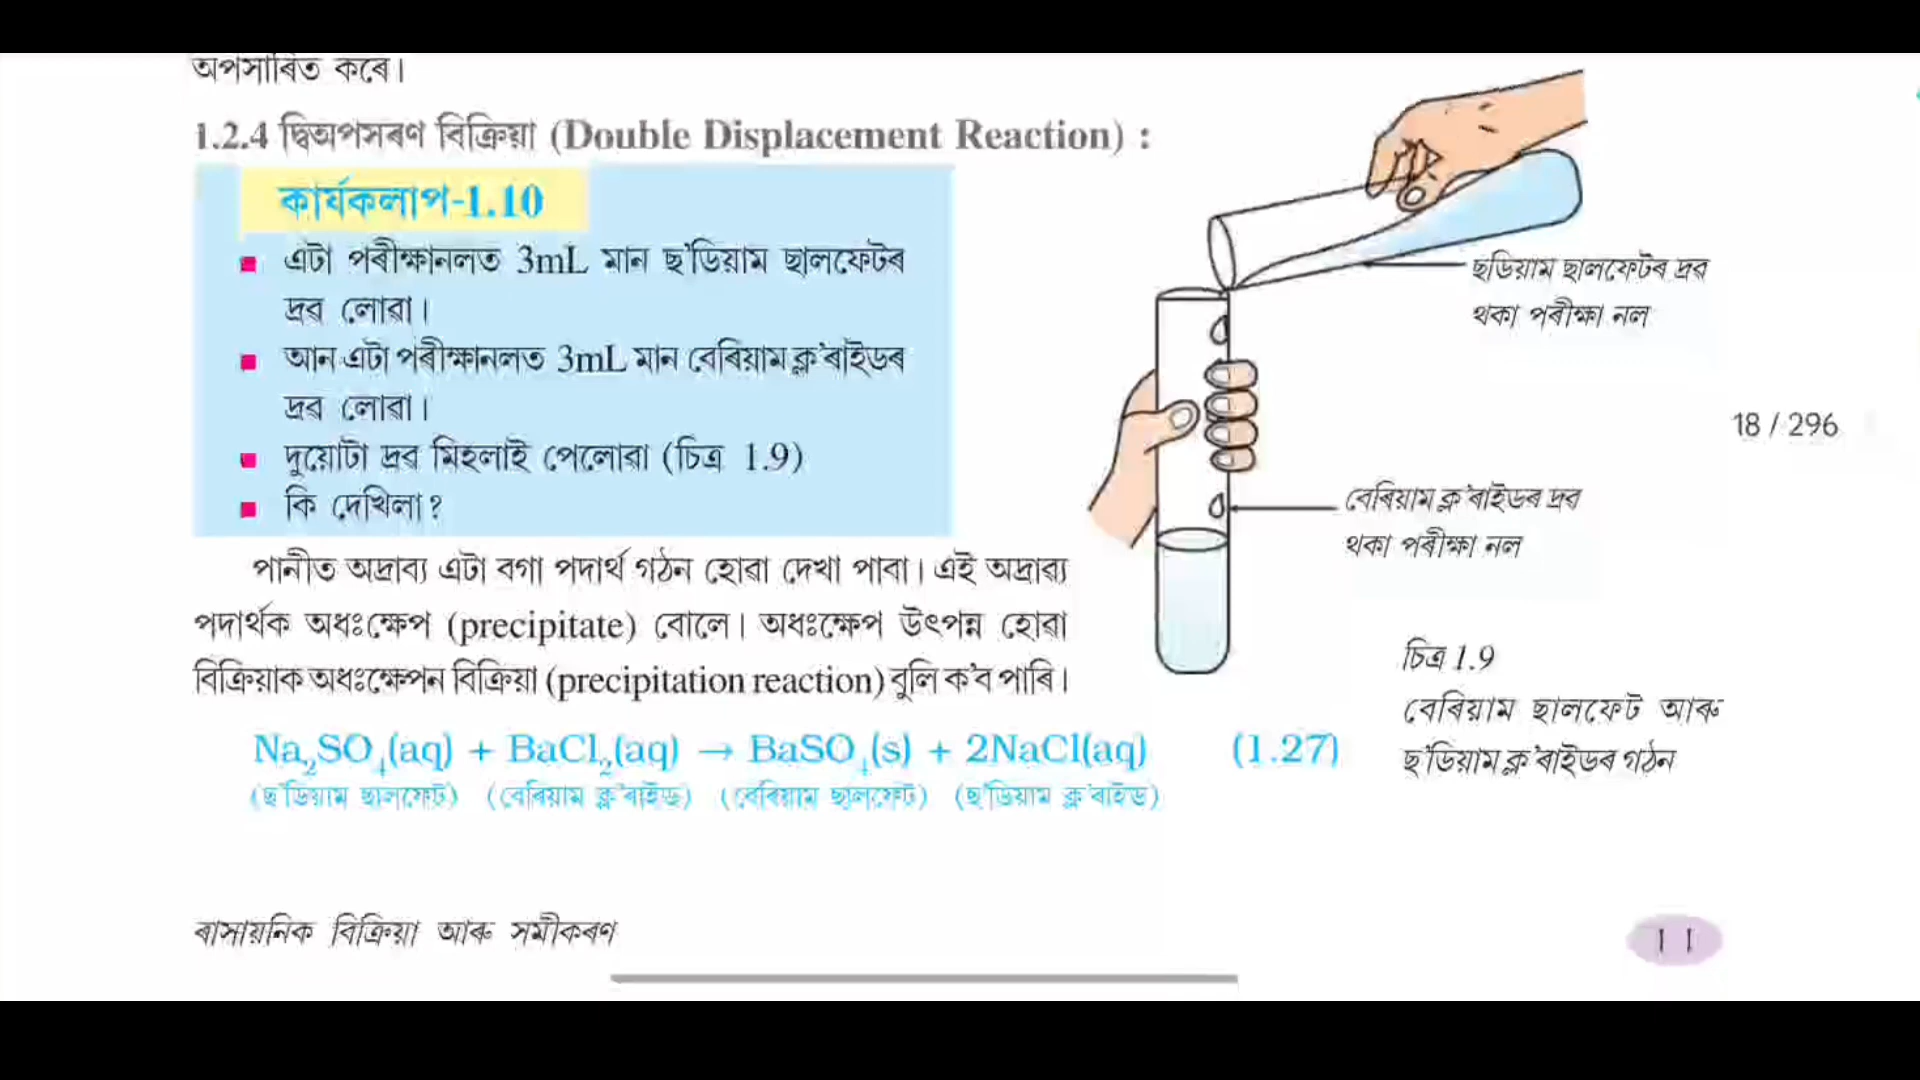 অপসাৰিত কৰে।
1.2.4 দ্বিঅপসৰণ বিক্ৰিয়া (Double Displacement Reaction) :
কাৰ্যকলাপ-1.10
■ এটা পৰীক্ষানলত 3mL মান ছ'ডিয়াম ছালফেটৰ
দ্ৰৱ লোৱা।
■ আন এটা পৰীক্ষানলত 3mL মান বেৰিয়াম ক্ল'ৰাইডৰ
দ্ৰৱ লোৱা।
■ দুয়োটা দ্ৰৱ মিহলাই পেলোৱা (চিত্ৰ 1.9)
■ কি দেখিলা?
পানীত অদ্ৰাব্য এটা বগা পদাৰ্থ গঠন হোৱা দেখা পাবা। এই অদ্ৰাব্য
পদাৰ্থক অধঃক্ষেপ (precipitate) বোলে। অধঃক্ষেপ উৎপন্ন হোৱা
বিক্ৰিয়াক অধঃক্ষেপন বিক্ৰিয়া (precipitation reaction) বুলি ক'ব পাৰি।
Na₂SO₄(aq) + BaCl₂(aq) → BaSO₄(s) + 2NaCl(aq) (1.27)
(ছ'ডিয়াম ছালফেট) (বেৰিয়াম ক্ল'ৰাইড) (বেৰিয়াম ছালফেট) (ছ'ডিয়াম ক্ল'ৰাইড)
ছডিয়াম ছালফেটৰ দ্ৰৱ
থকা পৰীক্ষা নল
18 / 296
বেৰিয়াম ক্ল'ৰাইডৰ দ্ৰৱ
থকা পৰীক্ষা নল
চিত্ৰ 1.9
বেৰিয়াম ছালফেট আৰু
ছ'ডিয়াম ক্ল'ৰাইডৰ গঠন
ৰাসায়নিক বিক্ৰিয়া আৰু সমীকৰণ
11